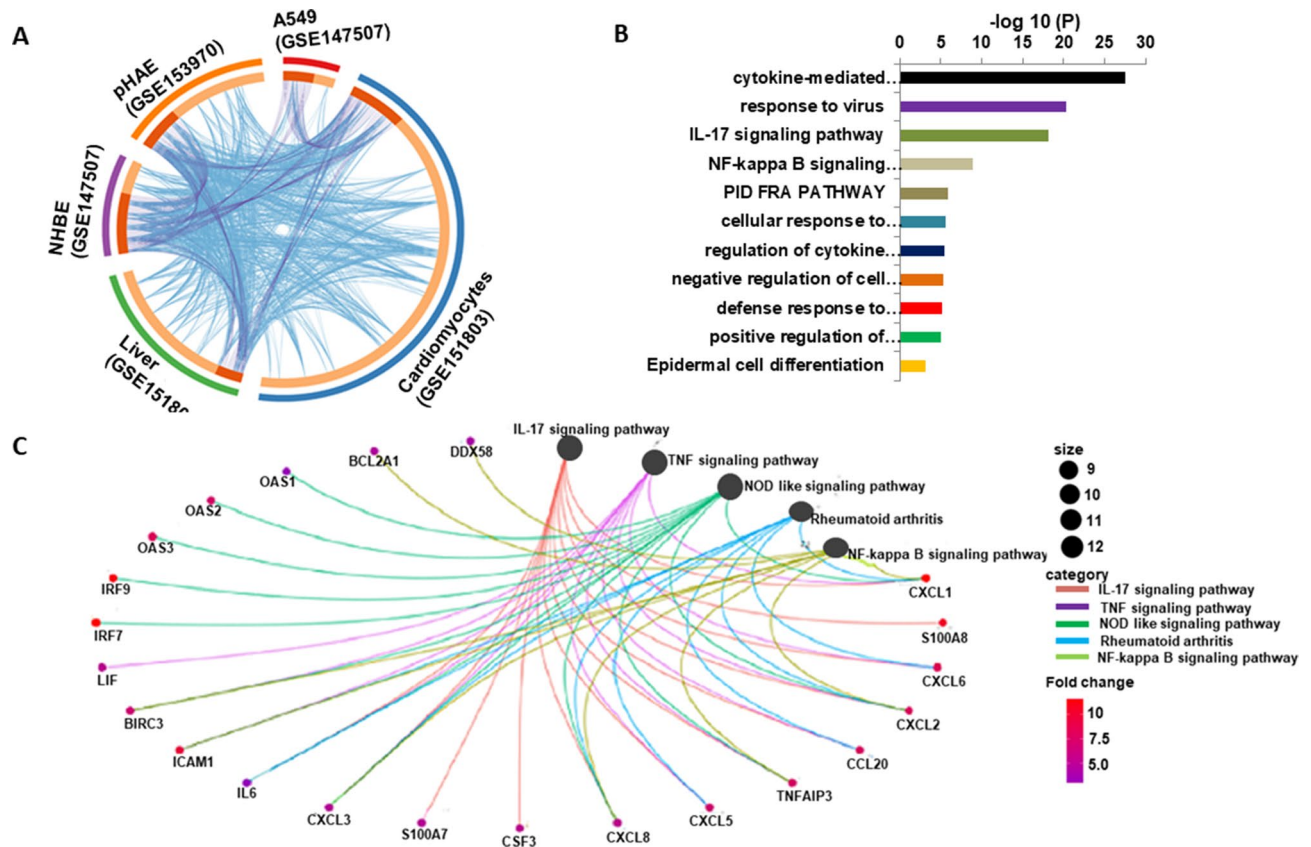 A
A549
(GSE147507)
pHAE
(GSE153970)
NHBE
(GSE147507)
Liver
(GSE15180
Cardiomyocytes
(GSE151803)
B
-log 10 (P)
0 5 10 15 20 25 30
cytokine-mediated...
response to virus
IL-17 signaling pathway
NF-kappa B signaling...
PID FRA PATHWAY
cellular response to...
regulation of cytokine...
negative regulation of cell...
defense response to...
positive regulation of...
Epidermal cell differentiation
C
IL-17 signaling pathway
TNF signaling pathway
NOD like signaling pathway
Rheumatoid arthritis
NF-kappa B signaling pathway
DDX58
BCL2A1
OAS1
OAS2
OAS3
IRF9
IRF7
LIF
BIRC3
ICAM1
IL6
CXCL3
S100A7
CSF3
CXCL8
CXCL5
TNFAIP3
CCL20
CXCL2
CXCL6
S100A8
CXCL1
size
9
10
11
12
category
IL-17 signaling pathway
TNF signaling pathway
NOD like signaling pathway
Rheumatoid arthritis
NF-kappa B signaling pathway
Fold change
10
7.5
5.0